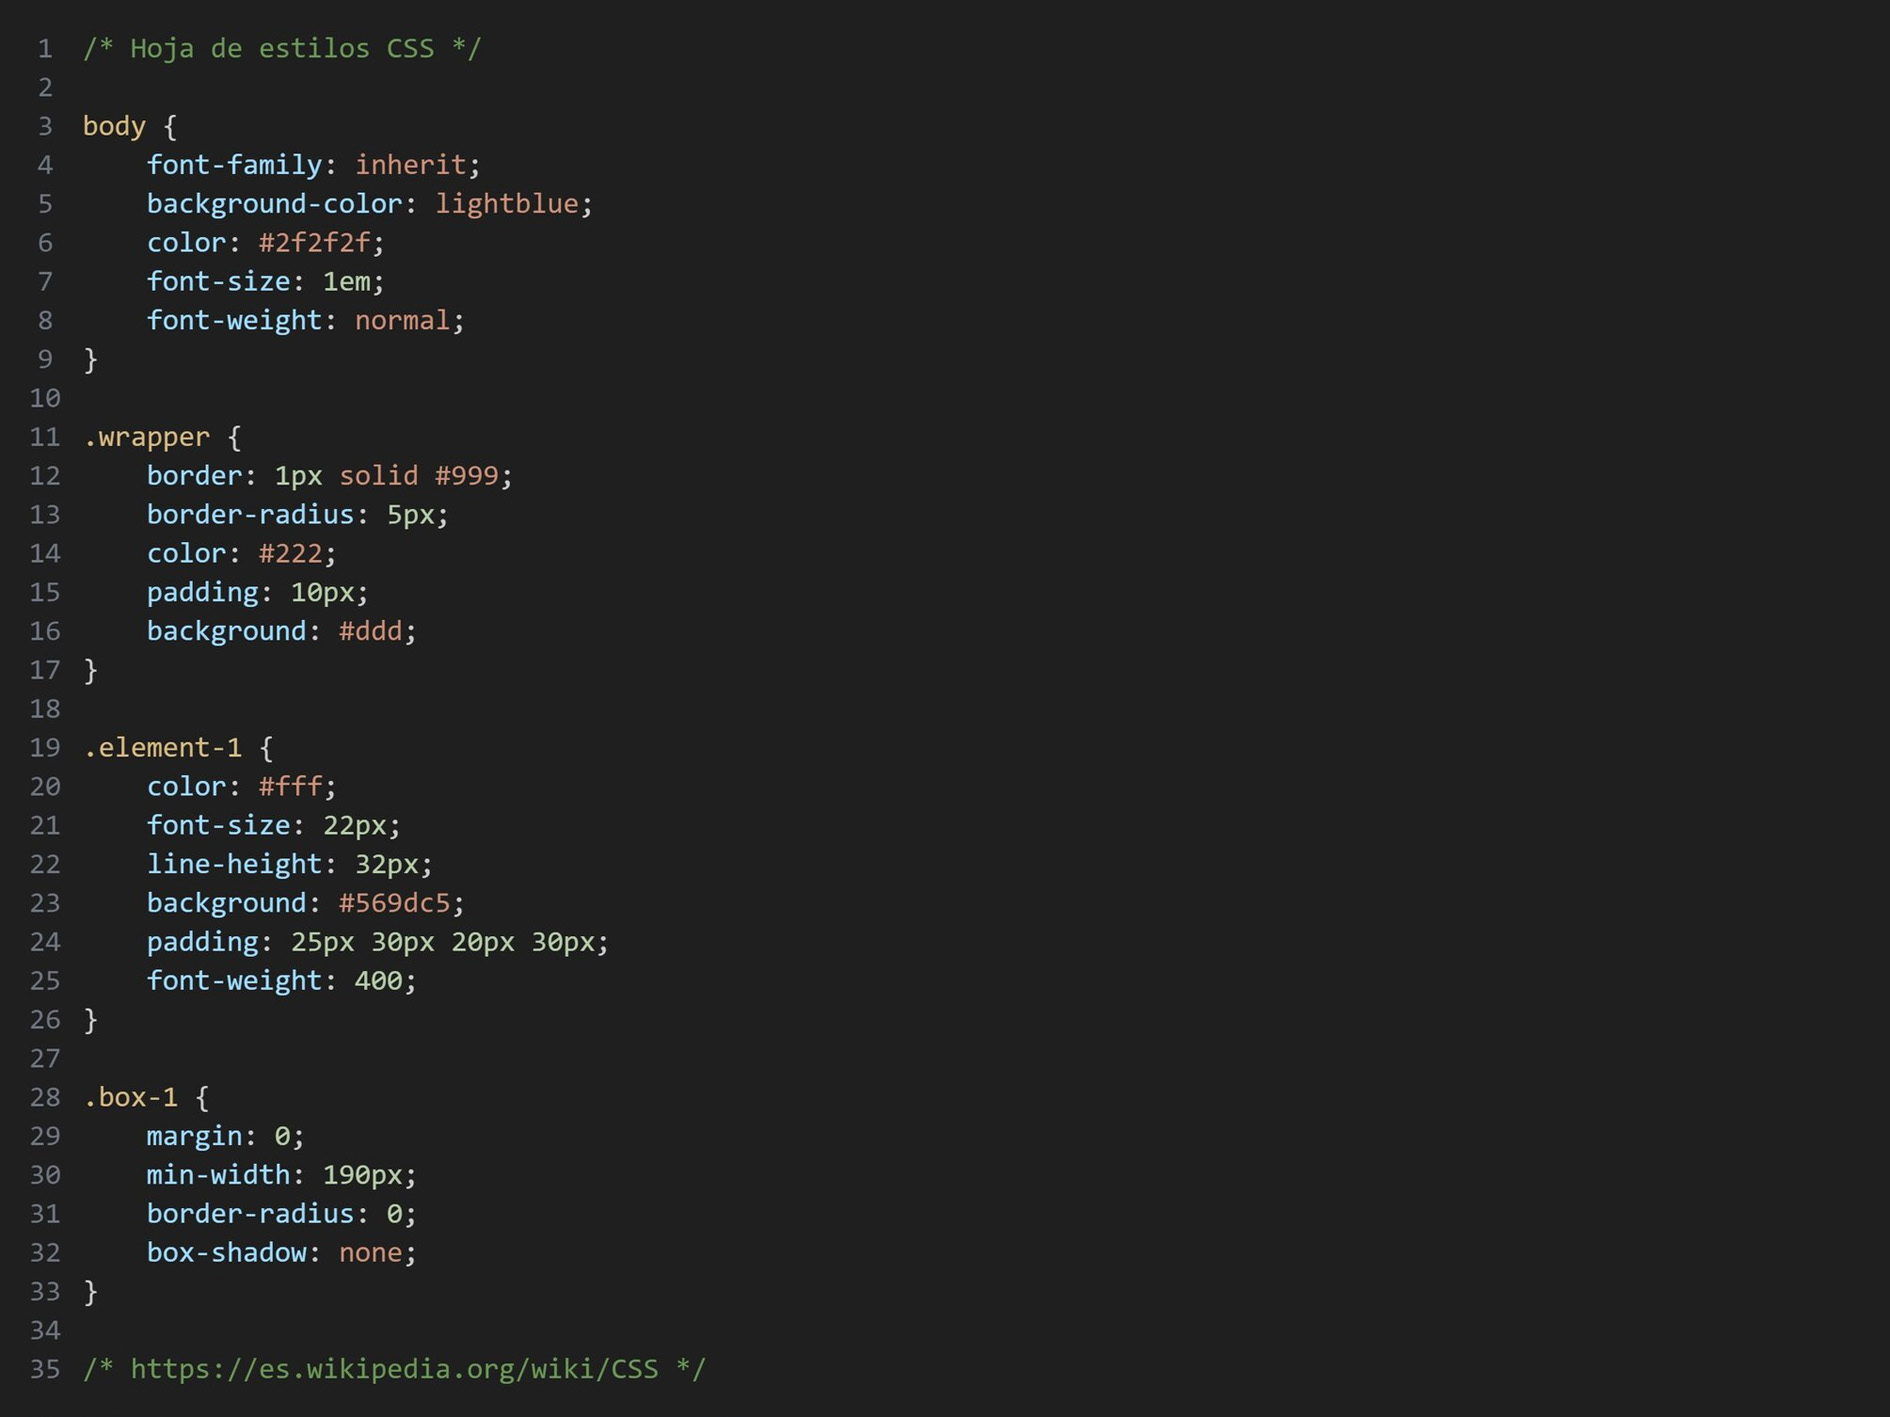 1 /* Hoja de estilos CSS */
2
3 body {
4     font-family: inherit;
5     background-color: lightblue;
6     color: #2f2f2f;
7     font-size: 1em;
8     font-weight: normal;
9 }
10
11 .wrapper {
12     border: 1px solid #999;
13     border-radius: 5px;
14     color: #222;
15     padding: 10px;
16     background: #ddd;
17 }
18
19 .element-1 {
20     color: #fff;
21     font-size: 22px;
22     line-height: 32px;
23     background: #569dc5;
24     padding: 25px 30px 20px 30px;
25     font-weight: 400;
26 }
27
28 .box-1 {
29     margin: 0;
30     min-width: 190px;
31     border-radius: 0;
32     box-shadow: none;
33 }
34
35 /* https://es.wikipedia.org/wiki/CSS */